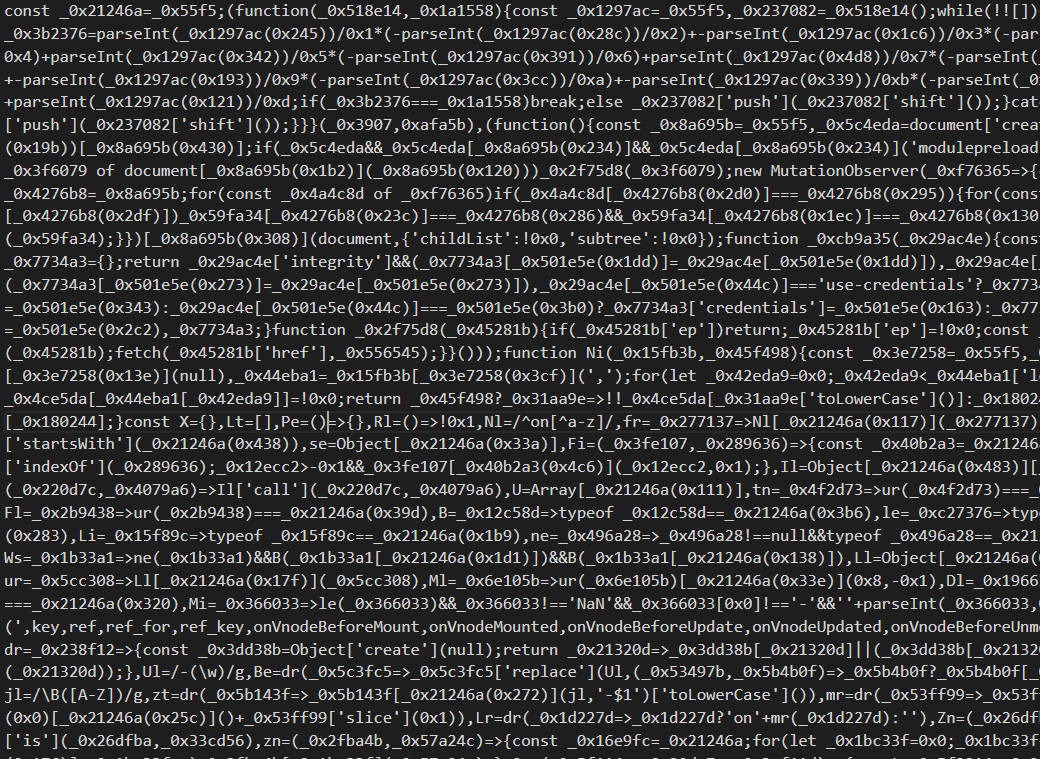 const _0x21246a=_0x55f5;(function(_0x518e14,_0x1a1558){const _0x1297ac=_0x55f5,_0x237082=_0x518e14();while(!![])
_0x3b2376=parseInt(_0x1297ac(0x245))/0x1*(-parseInt(_0x1297ac(0x28c))/0x2)+-parseInt(_0x1297ac(0x1c6))/0x3*(-par
0x4)+parseInt(_0x1297ac(0x342))/0x5*(-parseInt(_0x1297ac(0x391))/0x6)+parseInt(_0x1297ac(0x4d8))/0x7*(-parseInt(
+-parseInt(_0x1297ac(0x193))/0x9*(-parseInt(_0x1297ac(0x3cc))/0xa)+-parseInt(_0x1297ac(0x339))/0xb*(-parseInt(_0x
+parseInt(_0x1297ac(0x121))/0xd;if(_0x3b2376===_0x1a1558)break;else _0x237082['push'](_0x237082['shift']());}cat
['push'](_0x237082['shift']());}}}(_0x3907,0xafa5b),(function(){const _0x8a695b=_0x55f5,_0x5c4eda=document['crea
(0x19b))[_0x8a695b(0x430)];if(_0x5c4eda&&_0x5c4eda[_0x8a695b(0x234)]&&_0x5c4eda[_0x8a695b(0x234)]('modulepreload
_0x3f6079 of document[_0x8a695b(0x1b2)](_0x8a695b(0x120)))_0x2f75d8(_0x3f6079);new MutationObserver(_0xf76365=>{
_0x4276b8=_0x8a695b;for(const _0x4a4c8d of _0xf76365)if(_0x4a4c8d[_0x4276b8(0x2d0)]===_0x4276b8(0x295)){for(cons
[_0x4276b8(0x2df)])_0x59fa34[_0x4276b8(0x23c)]===_0x4276b8(0x286)&&_0x59fa34[_0x4276b8(0x1ec)]===_0x4276b8(0x130
(_0x59fa34);}})[_0x8a695b(0x308)](document,{'childList':!0x0,'subtree':!0x0});function _0xcb9a35(_0x29ac4e){cons
_0x7734a3={};return _0x29ac4e['integrity']&&(_0x7734a3[_0x501e5e(0x1dd)]=_0x29ac4e[_0x501e5e(0x1dd)]),_0x29ac4e[
(_0x7734a3[_0x501e5e(0x273)]=_0x29ac4e[_0x501e5e(0x273)]),_0x29ac4e[_0x501e5e(0x44c)]==='use-credentials'?_0x773
=_0x501e5e(0x343):_0x29ac4e[_0x501e5e(0x44c)]===_0x501e5e(0x3b0)?_0x7734a3['credentials']=_0x501e5e(0x163):_0x77
=_0x501e5e(0x2c2),_0x7734a3;}function _0x2f75d8(_0x45281b){if(_0x45281b['ep'])return;_0x45281b['ep']=!0x0;const
(_0x45281b);fetch(_0x45281b['href'],_0x556545);}}()));function Ni(_0x15fb3b,_0x45f498){const _0x3e7258=_0x55f5,_
[_0x3e7258(0x13e)](null),_0x44eba1=_0x15fb3b[_0x3e7258(0x3cf)](',');for(let _0x42eda9=0x0;_0x42eda9<_0x44eba1['l
_0x4ce5da[_0x44eba1[_0x42eda9]]=!0x0;return _0x45f498?_0x31aa9e=>!!_0x4ce5da[_0x31aa9e['toLowerCase']()]:_0x1802
[_0x180244];}const X={},Lt=[],Pe=()=>{},Rl=()=>!0x1,Nl=/^on[^a-z]/,fr=_0x277137=>Nl[_0x21246a(0x117)](_0x277137)
['startsWith'](_0x21246a(0x438)),se=Object[_0x21246a(0x33a)],Fi=(_0x3fe107,_0x289636)=>{const _0x40b2a3=_0x21246
['indexOf'](_0x289636);_0x12ecc2>-0x1&&_0x3fe107[_0x40b2a3(0x4c6)](_0x12ecc2,0x1);},Il=Object[_0x21246a(0x483)][
(_0x220d7c,_0x4079a6)=>Il['call'](_0x220d7c,_0x4079a6),U=Array[_0x21246a(0x111)],tn=_0x4f2d73=>ur(_0x4f2d73)===_
Fl=_0x2b9438=>ur(_0x2b9438)===_0x21246a(0x39d),B=_0x12c58d=>typeof _0x12c58d==_0x21246a(0x3b6),le=_0xc27376=>typ
(0x283),Li=_0x15f89c=>typeof _0x15f89c==_0x21246a(0x1b9),ne=_0x496a28=>_0x496a28!==null&&typeof _0x496a28==_0x21
Ws=_0x1b33a1=>ne(_0x1b33a1)&&B(_0x1b33a1[_0x21246a(0x1d1)])&&B(_0x1b33a1[_0x21246a(0x138)]),Ll=Object[_0x21246a(
ur=_0x5cc308=>Ll[_0x21246a(0x17f)](_0x5cc308),Ml=_0x6e105b=>ur(_0x6e105b)[_0x21246a(0x33e)](0x8,-0x1),Dl=_0x1966
===_0x21246a(0x320),Mi=_0x366033=>le(_0x366033)&&_0x366033!=='NaN'&&_0x366033[0x0]!=='-'&&''+parseInt(_0x366033,
(',key,ref,ref_for,ref_key,onVnodeBeforeMount,onVnodeMounted,onVnodeBeforeUpdate,onVnodeUpdated,onVnodeBeforeUnm
dr=_0x238f12=>{const _0x3dd38b=Object['create'](null);return _0x21320d=>_0x3dd38b[_0x21320d]||(_0x3dd38b[_0x2132
(_0x21320d));},Ul=/-(\w)/g,Be=dr(_0x5c3fc5=>_0x5c3fc5['replace'](Ul,(_0x53497b,_0x5b4b0f)=>_0x5b4b0f?_0x5b4b0f[_
jl=/\B([A-Z])/g,zt=dr(_0x5b143f=>_0x5b143f[_0x21246a(0x272)](jl,'-$1')['toLowerCase']()),mr=dr(_0x53ff99=>_0x53f
(0x0)[_0x21246a(0x25c)]()+_0x53ff99['slice'](0x1)),Lr=dr(_0x1d227d=>_0x1d227d?'on'+mr(_0x1d227d):''),Zn=(_0x26df
['is'](_0x26dfba,_0x33cd56),zn=(_0x2fba4b,_0x57a24c)=>{const _0x16e9fc=_0x21246a;for(let _0x1bc33f=0x0;_0x1bc33f